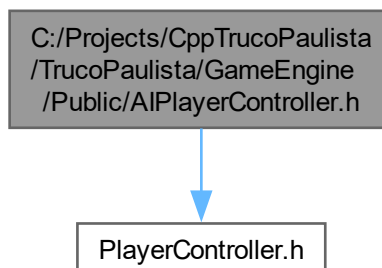 C:/Projects/CppTrucoPaulista
/TrucoPaulista/GameEngine
/Public/AIPlayerController.h
PlayerController.h